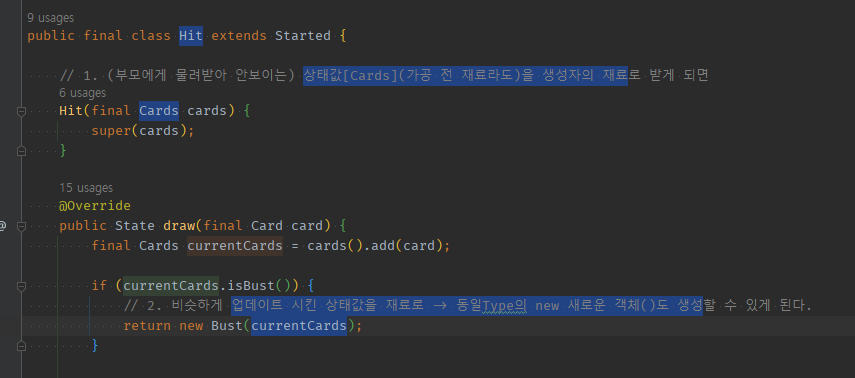 9 usages
public final class Hit extends Started {
// 1. (부모에게 물려받아 안보이는) 상태값[Cards](가공 전 재료라도)을 생성자의 재료로 받게 되면
6 usages
Hit(final Cards cards) {
super(cards);
}
15 usages
@Override
public State draw(final Card card) {
final Cards currentCards = cards().add(card);
if (currentCards.isBust()) {
// 2. 비슷하게 업데이트 시킨 상태값을 재료로 -> 동일Type의 new 새로운 객체()도 생성할 수 있게 된다.
return new Bust(currentCards);
}